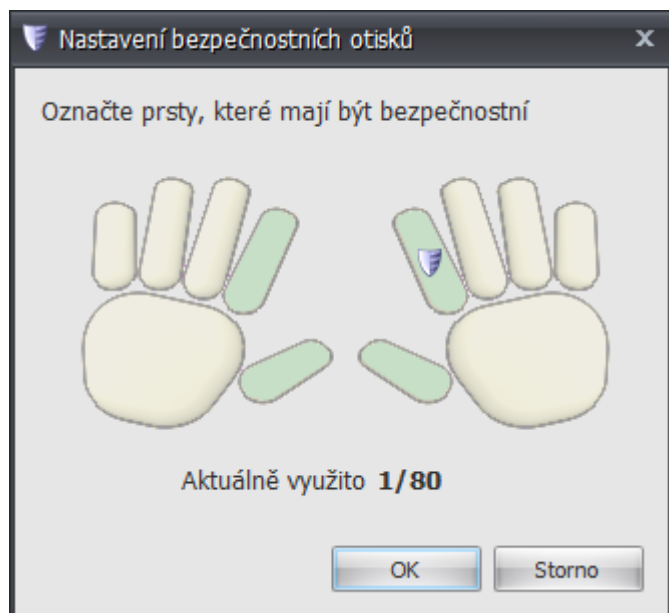 Nastavení bezpečnostních otisků
Označte prsty, které mají být bezpečnostní
Aktuálně využito 1/80
OK
Storno